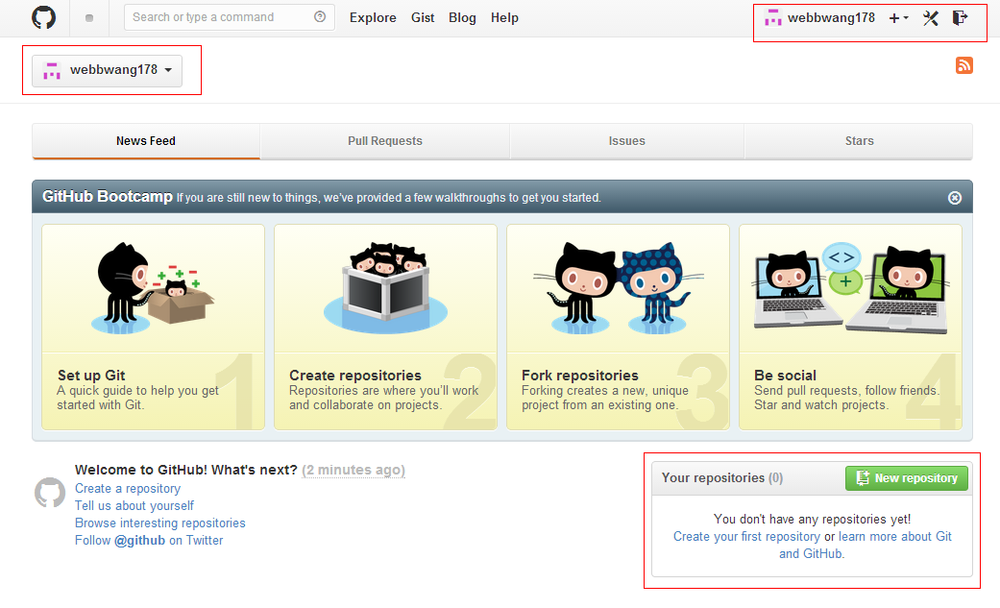 Search or type a command
Explore Gist Blog Help
webbwang178
webbwang178
News Feed
Pull Requests
Issues
Stars
GitHub Bootcamp If you are still new to things, we've provided a few walkthroughs to get you started.
1
Set up Git
A quick guide to help you get
started with Git.
2
Create repositories
Repositories are where you'll work
and collaborate on projects.
3
Fork repositories
Forking creates a new, unique
project from an existing one.
4
Be social
Send pull requests, follow friends.
Star and watch projects.
Welcome to GitHub! What's next? (2 minutes ago)
Create a repository
Tell us about yourself
Browse interesting repositories
Follow @github on Twitter
Your repositories (0)
New repository
You don't have any repositories yet!
Create your first repository or learn more about Git
and GitHub.